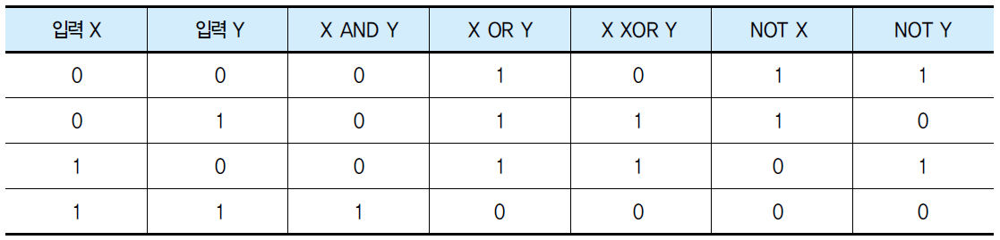 입력 X 입력 Y X AND Y X OR Y X XOR Y NOT X NOT Y
0 0 0 1 0 1 1
0 1 0 1 1 1 0
1 0 0 1 1 0 1
1 1 1 0 0 0 0